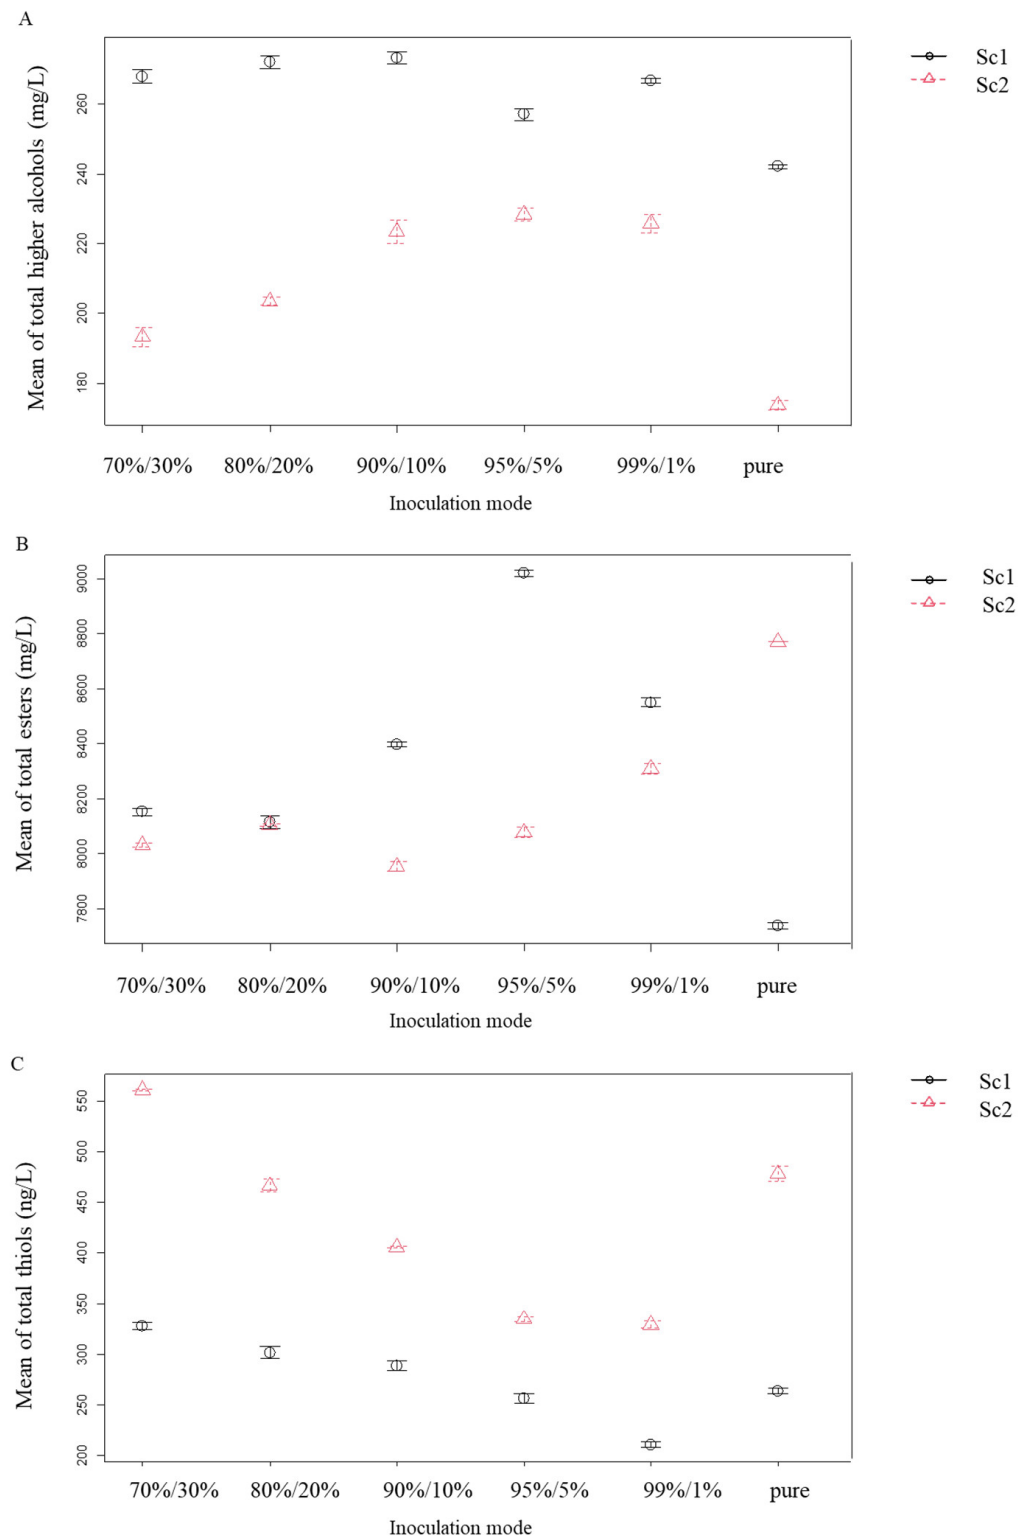 A
Mean of total higher alcohols (mg/L)
260
240
220
200
180
Sc1
Sc2
70%/30% 80%/20% 90%/10% 95%/5% 99%/1% pure
Inoculation mode
B
Mean of total esters (mg/L)
9000
8800
8600
8400
8200
8000
7800
Sc1
Sc2
70%/30% 80%/20% 90%/10% 95%/5% 99%/1% pure
Inoculation mode
C
Mean of total thiols (ng/L)
550
500
450
400
350
300
250
200
Sc1
Sc2
70%/30% 80%/20% 90%/10% 95%/5% 99%/1% pure
Inoculation mode